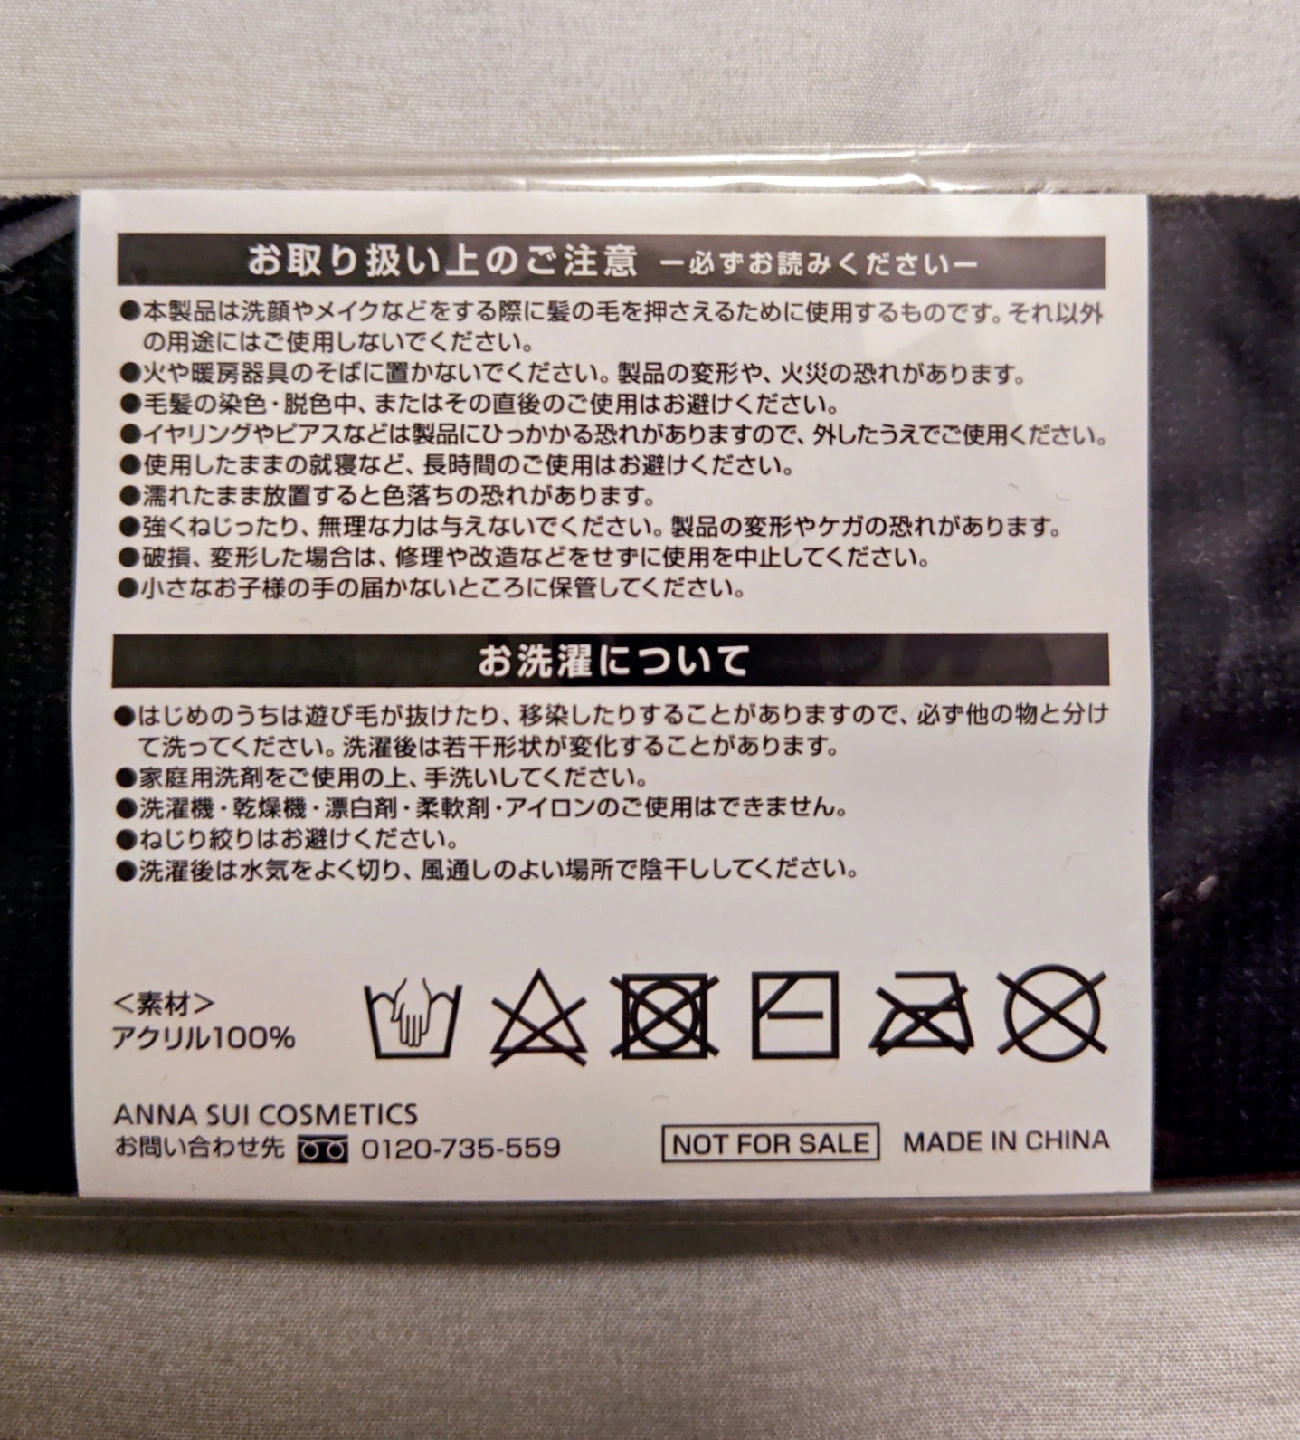 お取り扱い上のご注意 ー必ずお読みくださいー
●本製品は洗顔やメイクなどをする際に髪の毛を押さえるために使用するものです。それ以外
の用途にはご使用しないでください。
●火や暖房器具のそばに置かないでください。製品の変形や、火災の恐れがあります。
●毛髪の染色・脱色中、またはその直後のご使用はお避けください。
●イヤリングやピアスなどは製品にひっかかる恐れがありますので、外したうえでご使用ください。
●使用したままの就寝など、長時間のご使用はお避けください。
●濡れたまま放置すると色落ちの恐れがあります。
●強くねじったり、無理な力は与えないでください。製品の変形やケガの恐れがあります。
●破損、変形した場合は、修理や改造などをせずに使用を中止してください。
●小さなお子様の手の届かないところに保管してください。
お洗濯について
●はじめのうちは遊び毛が抜けたり、移染したりすることがありますので、必ず他の物と分け
て洗ってください。洗濯後は若干形状が変化することがあります。
●家庭用洗剤をご使用の上、手洗いしてください。
●洗濯機・乾燥機・漂白剤・柔軟剤・アイロンのご使用はできません。
●ねじり絞りはお避けください。
●洗濯後は水気をよく切り、風通しのよい場所で陰干ししてください。
＜素材＞
アクリル100%
ANNA SUI COSMETICS
お問い合わせ先 0120-735-559
NOT FOR SALE MADE IN CHINA